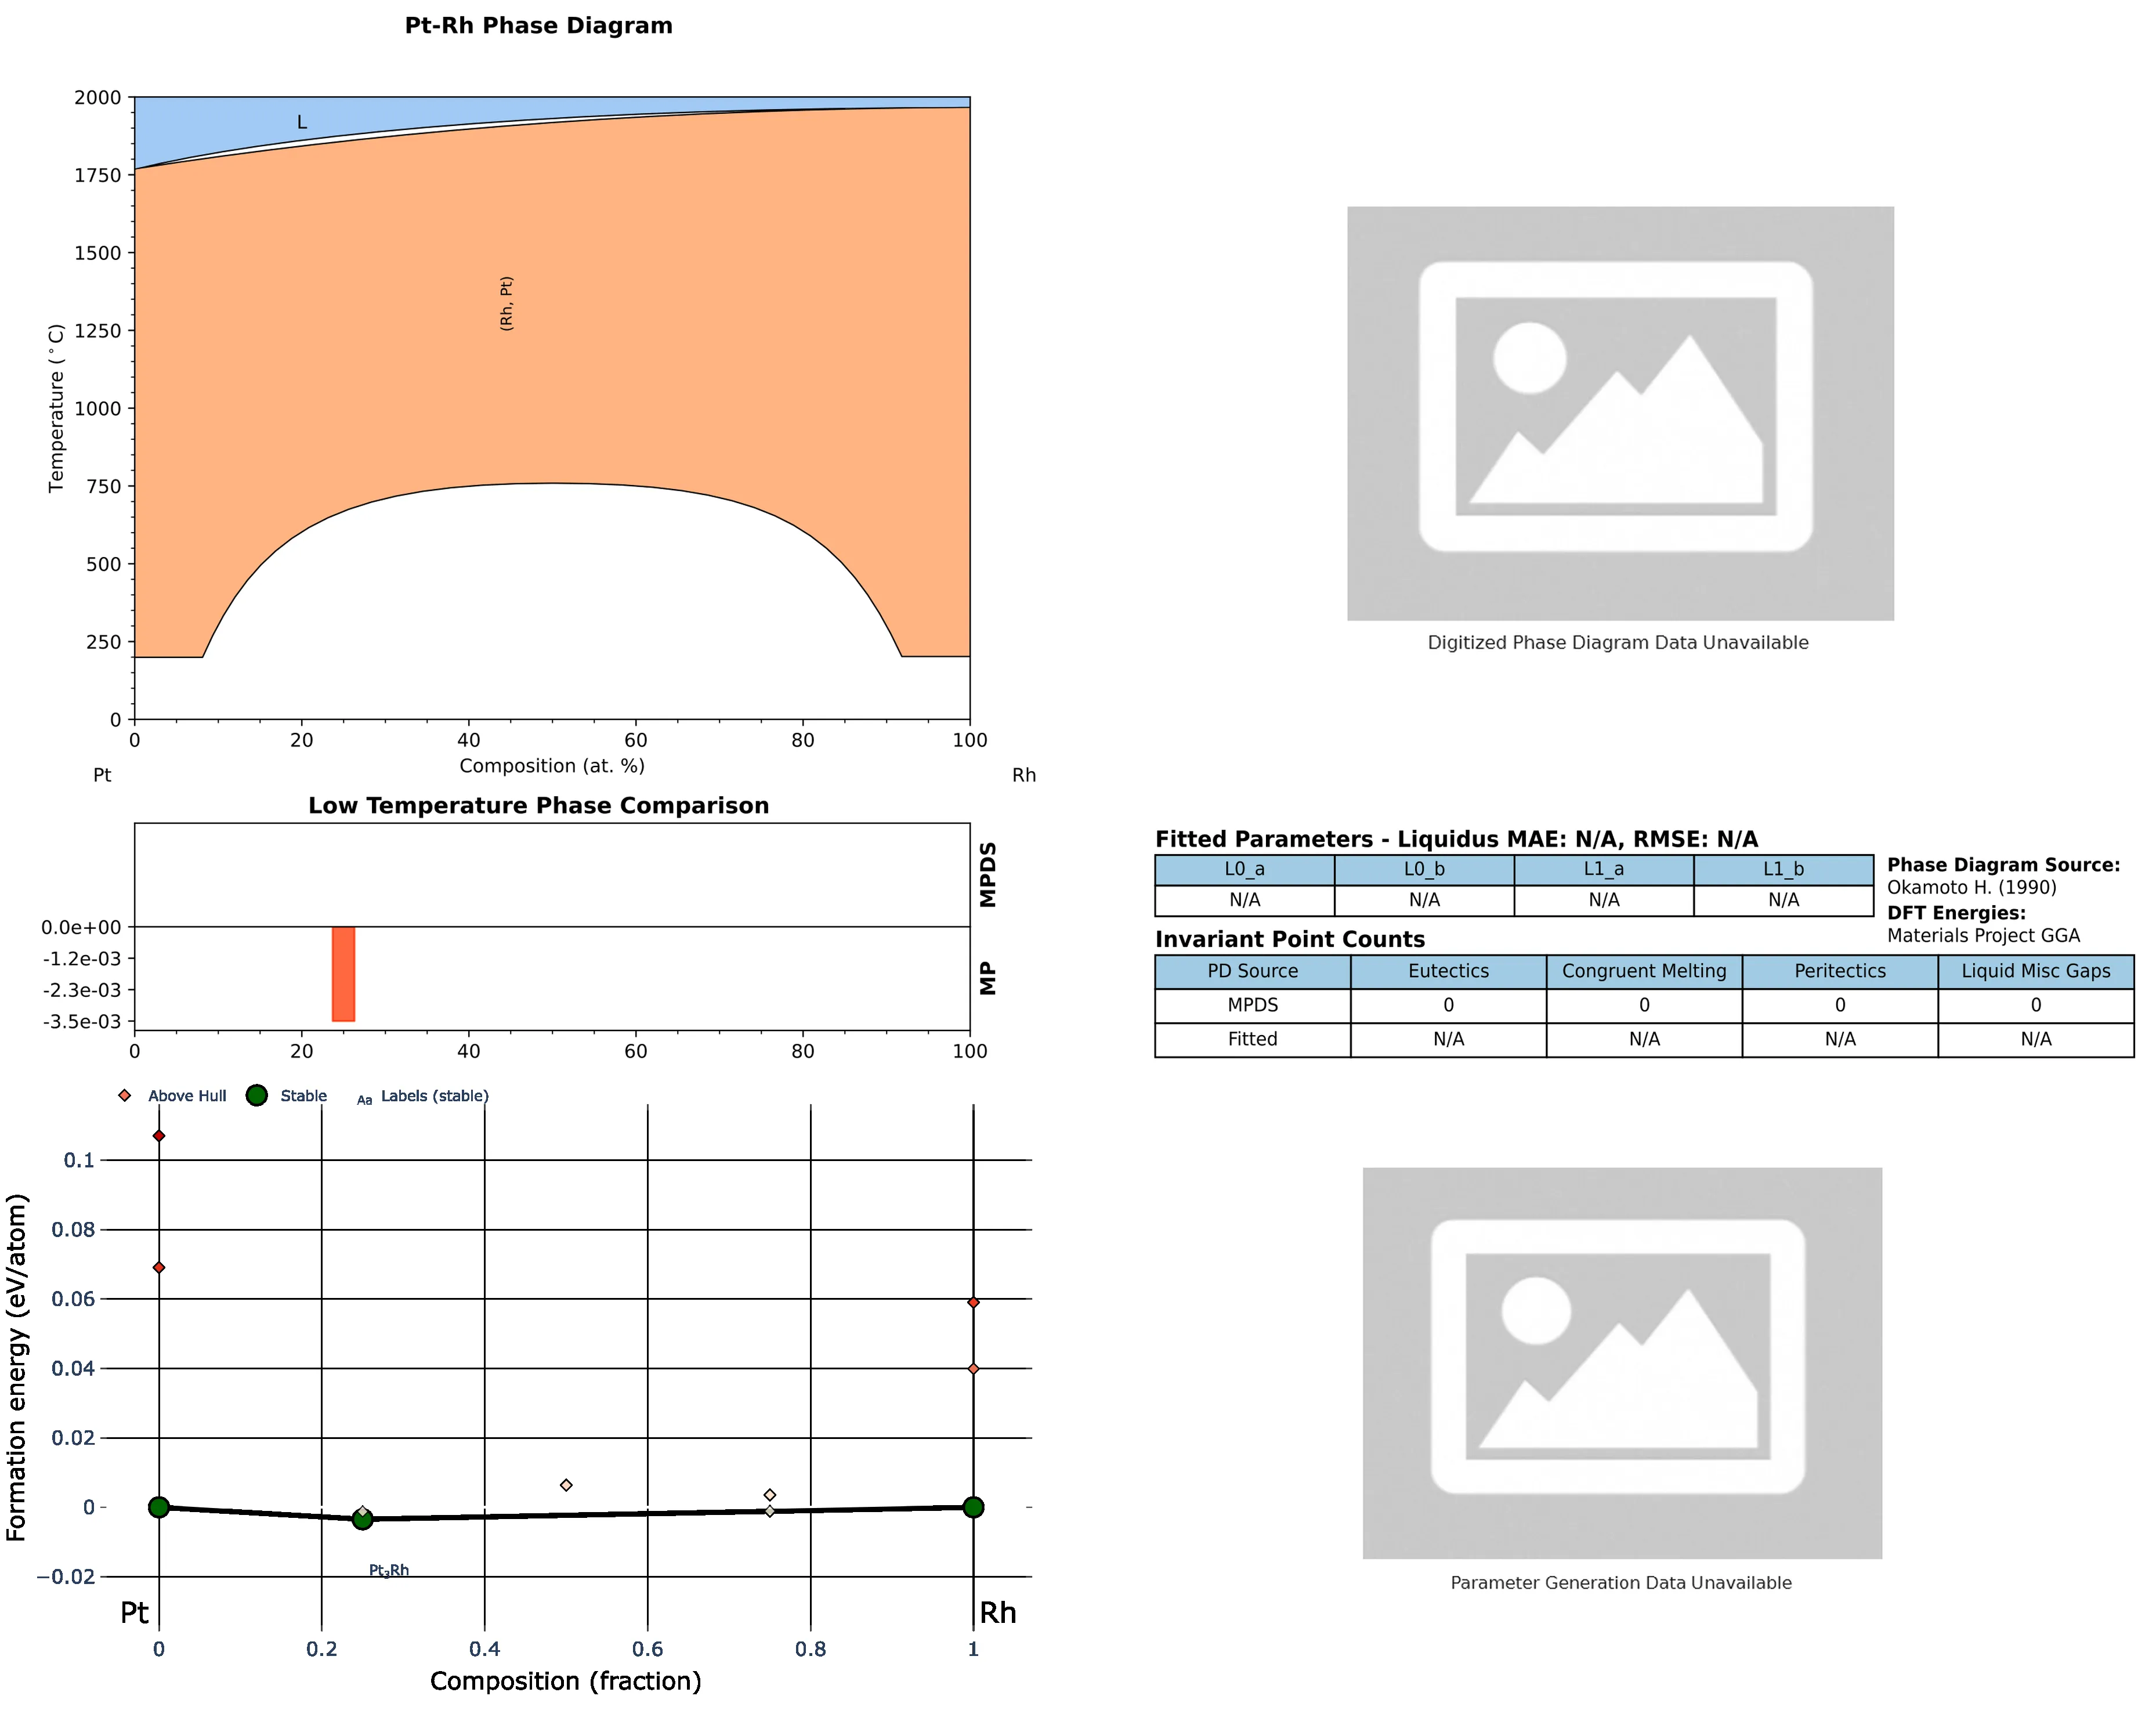 Pt-Rh Phase Diagram
2000
1750
1500
1250
1000
750
500
250
0
Temperature (°C)
L
(Rh, Pt)
0 20 40 60 80 100
Composition (at. %)
Pt Rh
Digitized Phase Diagram Data Unavailable
Low Temperature Phase Comparison
MPDS
MP
0.0e+00
-1.2e-03
-2.3e-03
-3.5e-03
0 20 40 60 80 100
Fitted Parameters - Liquidus MAE: N/A, RMSE: N/A
L0_a L0_b L1_a L1_b
N/A N/A N/A N/A
Phase Diagram Source:
Okamoto H. (1990)
DFT Energies:
Materials Project GGA
Invariant Point Counts
PD Source Eutectics Congruent Melting Peritectics Liquid Misc Gaps
MPDS 0 0 0 0
Fitted N/A N/A N/A N/A
Above Hull Stable Aa Labels (stable)
0.1
0.08
0.06
0.04
0.02
0
−0.02
Formation energy (eV/atom)
Pt₃Rh
Pt Rh
0 0.2 0.4 0.6 0.8 1
Composition (fraction)
Parameter Generation Data Unavailable